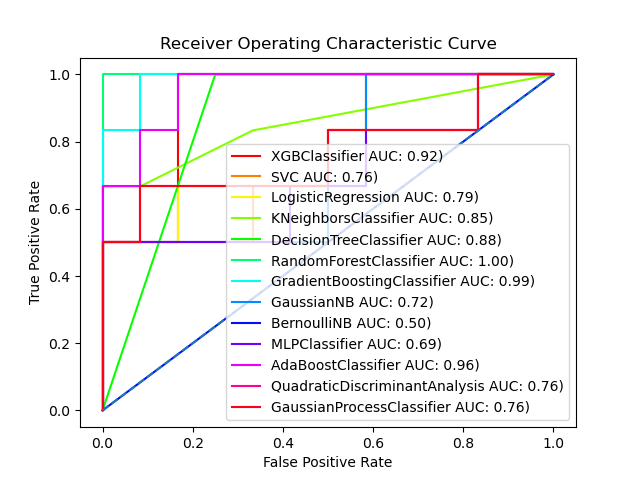 Receiver Operating Characteristic Curve
1.0
0.8
0.6
0.4
0.2
0.0
True Positive Rate
XGBClassifier AUC: 0.92)
SVC AUC: 0.76)
LogisticRegression AUC: 0.79)
KNeighborsClassifier AUC: 0.85)
DecisionTreeClassifier AUC: 0.88)
RandomForestClassifier AUC: 1.00)
GradientBoostingClassifier AUC: 0.99)
GaussianNB AUC: 0.72)
BernoulliNB AUC: 0.50)
MLPClassifier AUC: 0.69)
AdaBoostClassifier AUC: 0.96)
QuadraticDiscriminantAnalysis AUC: 0.76)
GaussianProcessClassifier AUC: 0.76)
0.0 0.2 0.4 0.6 0.8 1.0
False Positive Rate